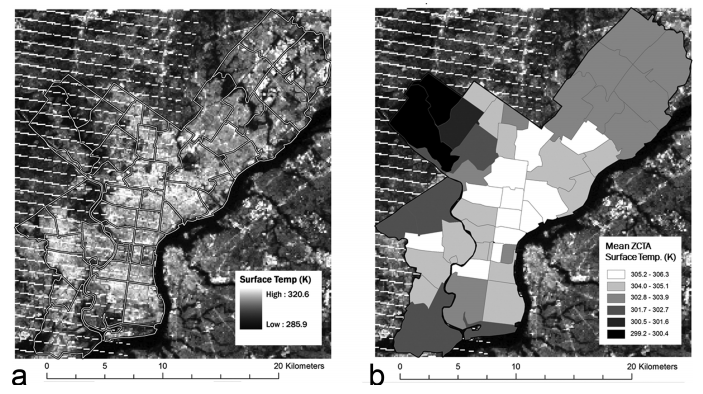 Surface Temp (K)
High : 320.6
Low : 285.9
a
0 5 10 20 Kilometers
Mean ZCTA
Surface Temp. (K)
305.2 - 306.3
304.0 - 305.1
302.8 - 303.9
301.7 - 302.7
300.5 - 301.6
299.2 - 300.4
b
0 5 10 20 Kilometers